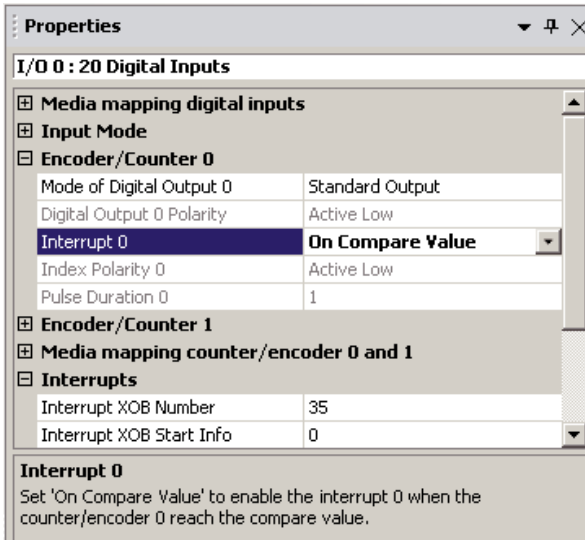 Properties
I/O 0 : 20 Digital Inputs
Media mapping digital inputs
Input Mode
Encoder/Counter 0
Mode of Digital Output 0 Standard Output
Digital Output 0 Polarity Active Low
Interrupt 0 On Compare Value
Index Polarity 0 Active Low
Pulse Duration 0 1
Encoder/Counter 1
Media mapping counter/encoder 0 and 1
Interrupts
Interrupt XOB Number 35
Interrupt XOB Start Info 0
Interrupt 0
Set 'On Compare Value' to enable the interrupt 0 when the
counter/encoder 0 reach the compare value.